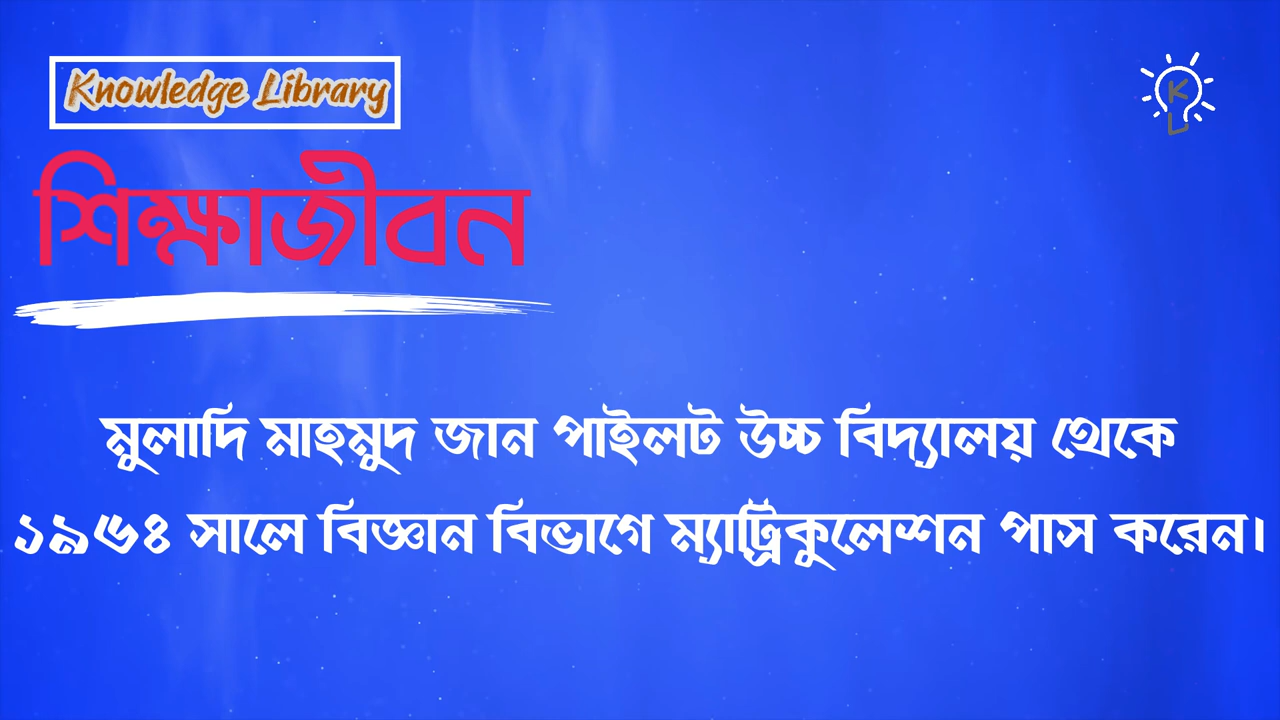 Knowledge Library
K
L
শিক্ষাজীবন
মুলাদি মাহমুদ জান পাইলট উচ্চ বিদ্যালয় থেকে
১৯৬৪ সালে বিজ্ঞান বিভাগে ম্যাট্রিকুলেশন পাস করেন।